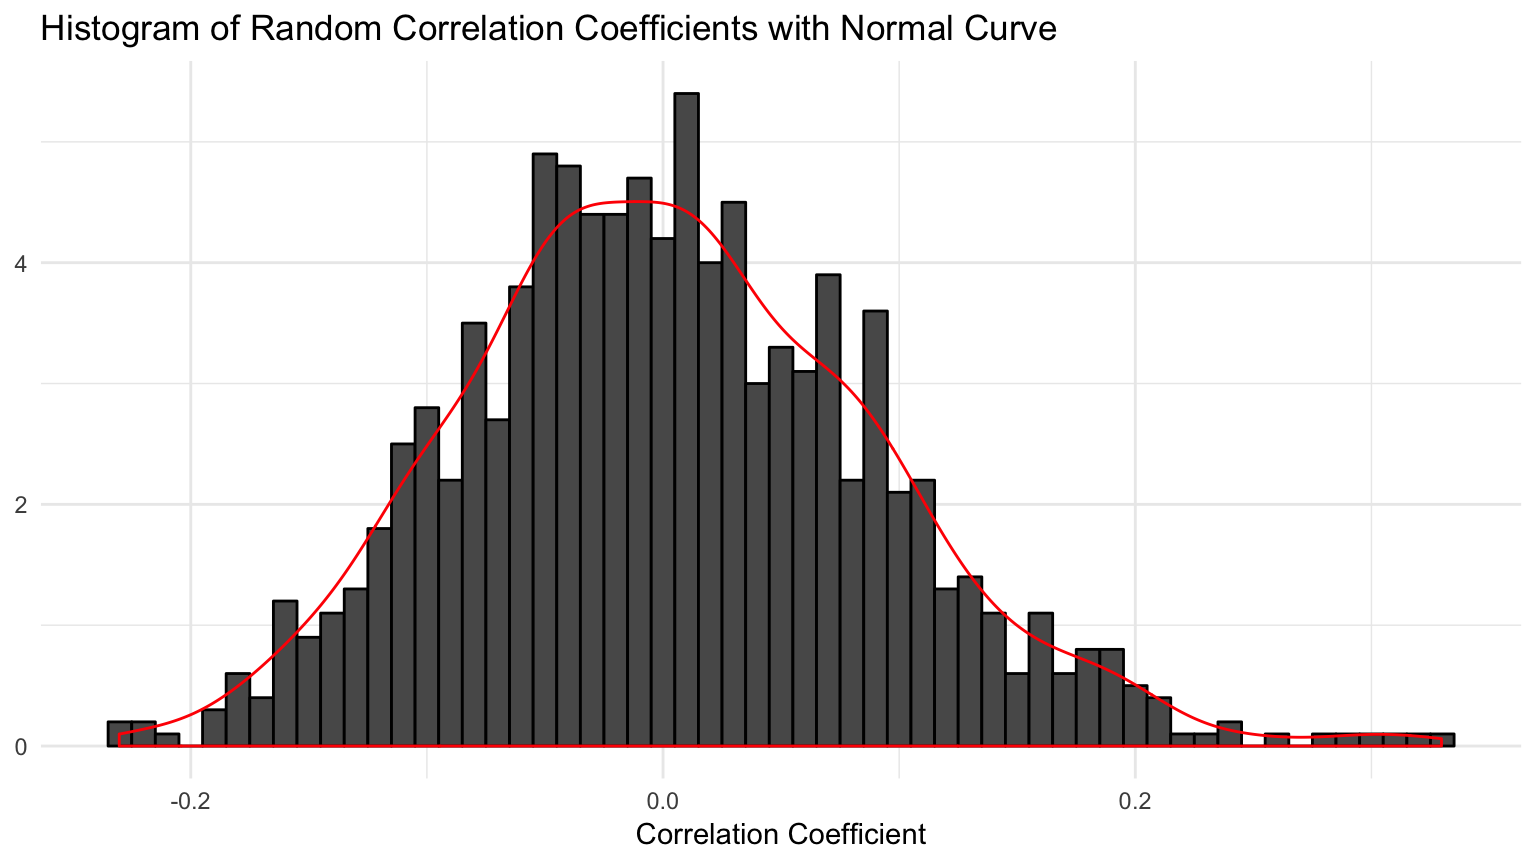 Histogram of Random Correlation Coefficients with Normal Curve
4
2
0
-0.2 0.0 0.2
Correlation Coefficient